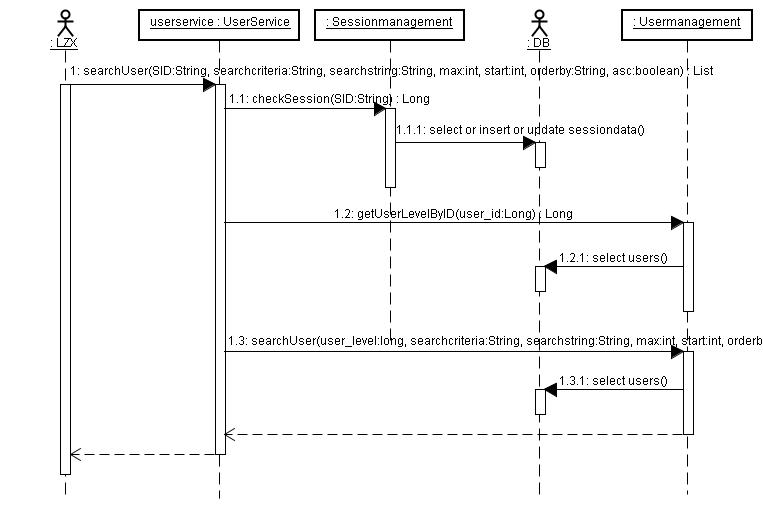 userservice : UserService
: Sessionmanagement
: Usermanagement
: LZX
: DB
1: searchUser(SID:String, searchcriteria:String, searchstring:String, max:int, start:int, orderby:String, asc:boolean) : List
1.1: checkSession(SID:String) : Long
1.1.1: select or insert or update sessiondata()
1.2: getUserLevelByID(user_id:Long) : Long
1.2.1: select users()
1.3: searchUser(user_level:long, searchcriteria:String, searchstring:String, max:int, start:int, orderb
1.3.1: select users()